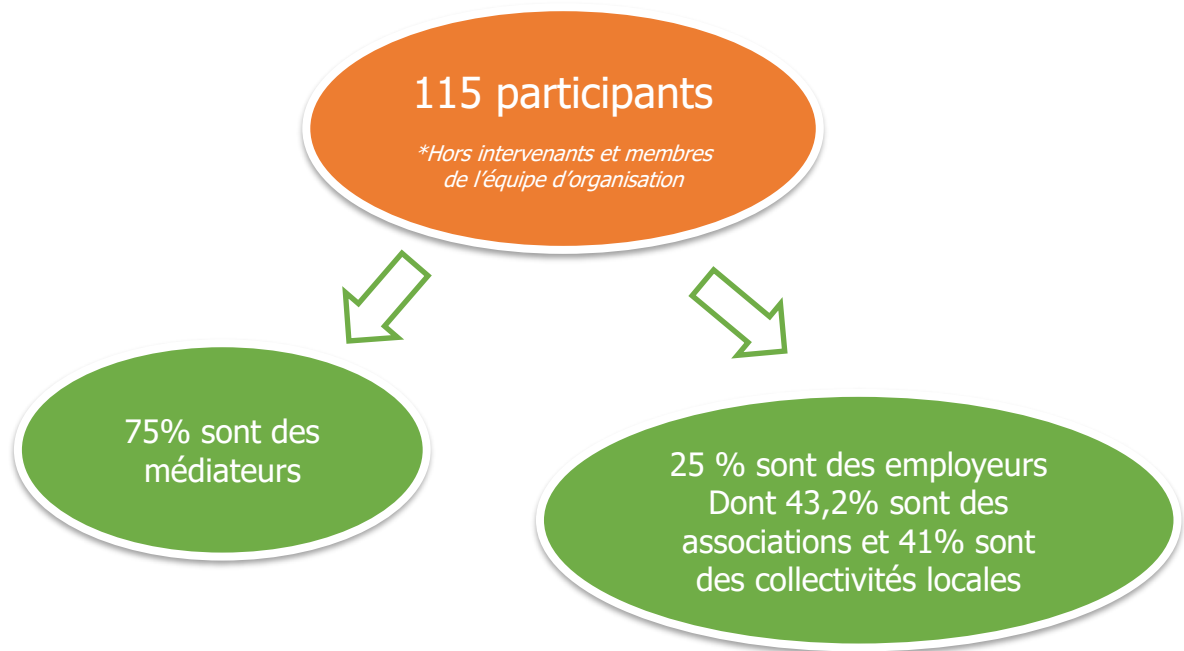 115 participants
*Hors intervenants et membres
de l'équipe d'organisation
75% sont des
médiateurs
25 % sont des employeurs
Dont 43,2% sont des
associations et 41% sont
des collectivités locales